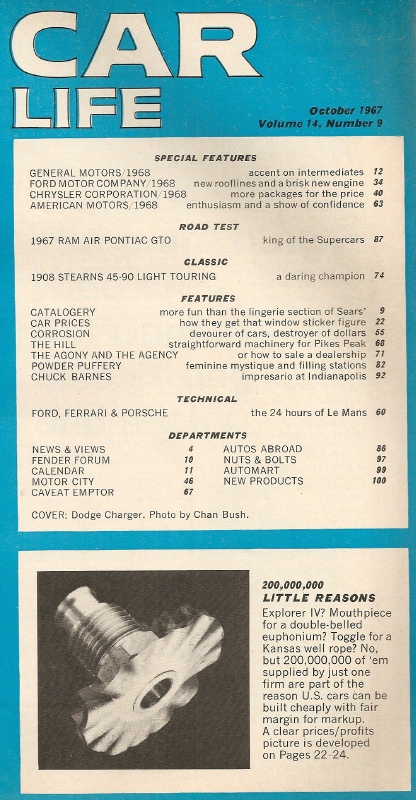 CAR
LIFE
October 1967
Volume 14, Number 9
SPECIAL FEATURES
GENERAL MOTORS/1968 accent on intermediates 12
FORD MOTOR COMPANY/1968 new rooflines and a brisk new engine 34
CHRYSLER CORPORATION/1968 more packages for the price 40
AMERICAN MOTORS/1968 enthusiasm and a show of confidence 63
ROAD TEST
1967 RAM AIR PONTIAC GTO king of the Supercars 87
CLASSIC
1908 STEARNS 45-90 LIGHT TOURING a daring champion 74
FEATURES
CATALOGERY more fun than the lingerie section of Sears' 9
CAR PRICES how they get that window sticker figure 22
CORROSION devourer of cars, destroyer of dollars 55
THE HILL straightforward machinery for Pikes Peak 68
THE AGONY AND THE AGENCY or how to sale a dealership 71
POWDER PUFFERY feminine mystique and filling stations 82
CHUCK BARNES impresario at Indianapolis 92
TECHNICAL
FORD, FERRARI & PORSCHE the 24 hours of Le Mans 60
DEPARTMENTS
NEWS & VIEWS 4 AUTOS ABROAD 86
FENDER FORUM 10 NUTS & BOLTS 97
CALENDAR 11 AUTOMART 99
MOTOR CITY 46 NEW PRODUCTS 100
CAVEAT EMPTOR 67
COVER: Dodge Charger. Photo by Chan Bush.
200,000,000
LITTLE REASONS
Explorer IV? Mouthpiece
for a double-belled
euphonium? Toggle for a
Kansas well rope? No,
but 200,000,000 of 'em
supplied by just one
firm are part of the
reason U.S. cars can be
built cheaply with fair
margin for markup.
A clear prices/profits
picture is developed
on Pages 22-24.